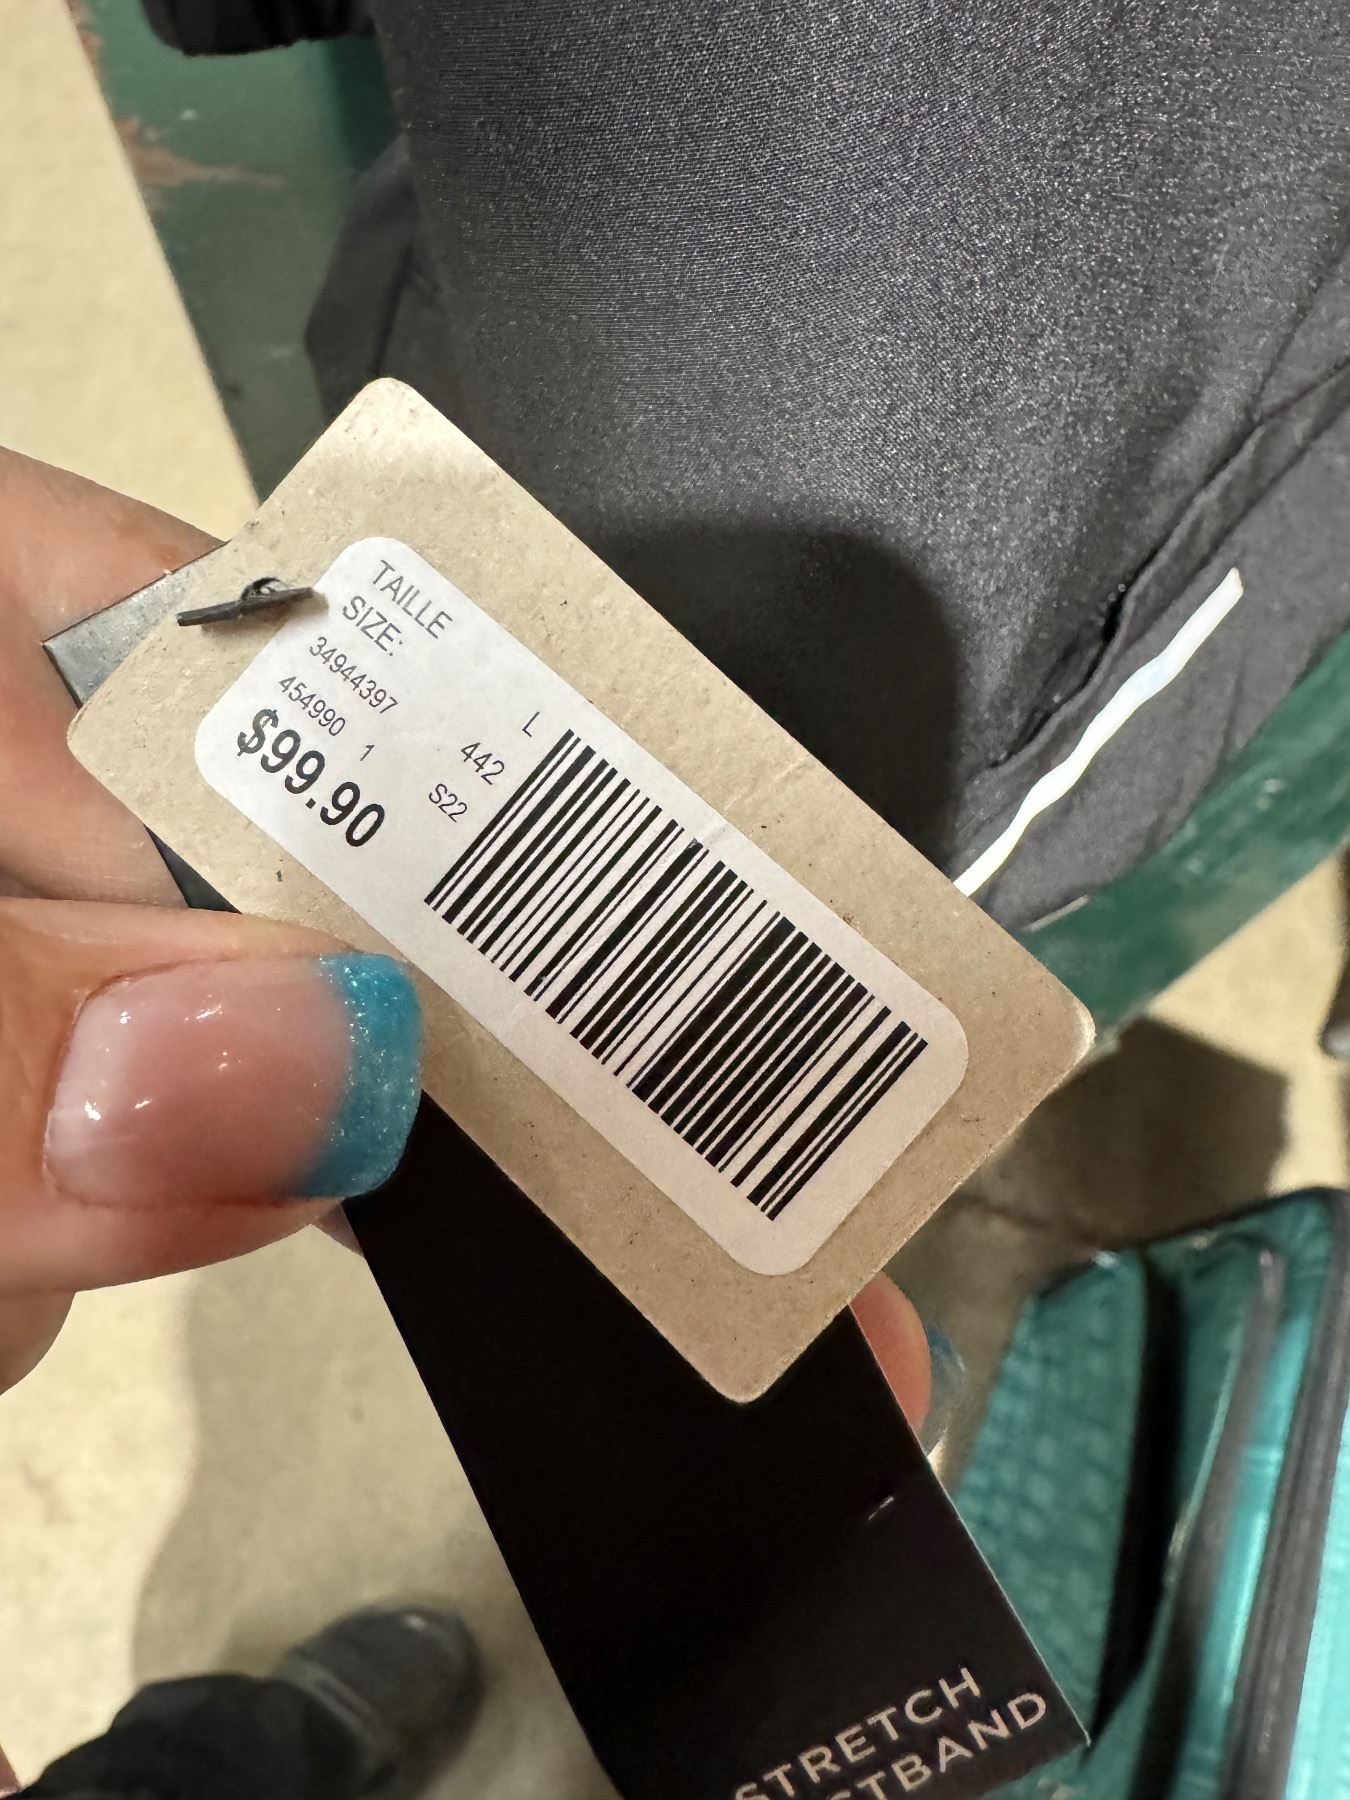 TAILLE
SIZE: L
34944397 442
454990 1 S22
$99.90
STRETCH